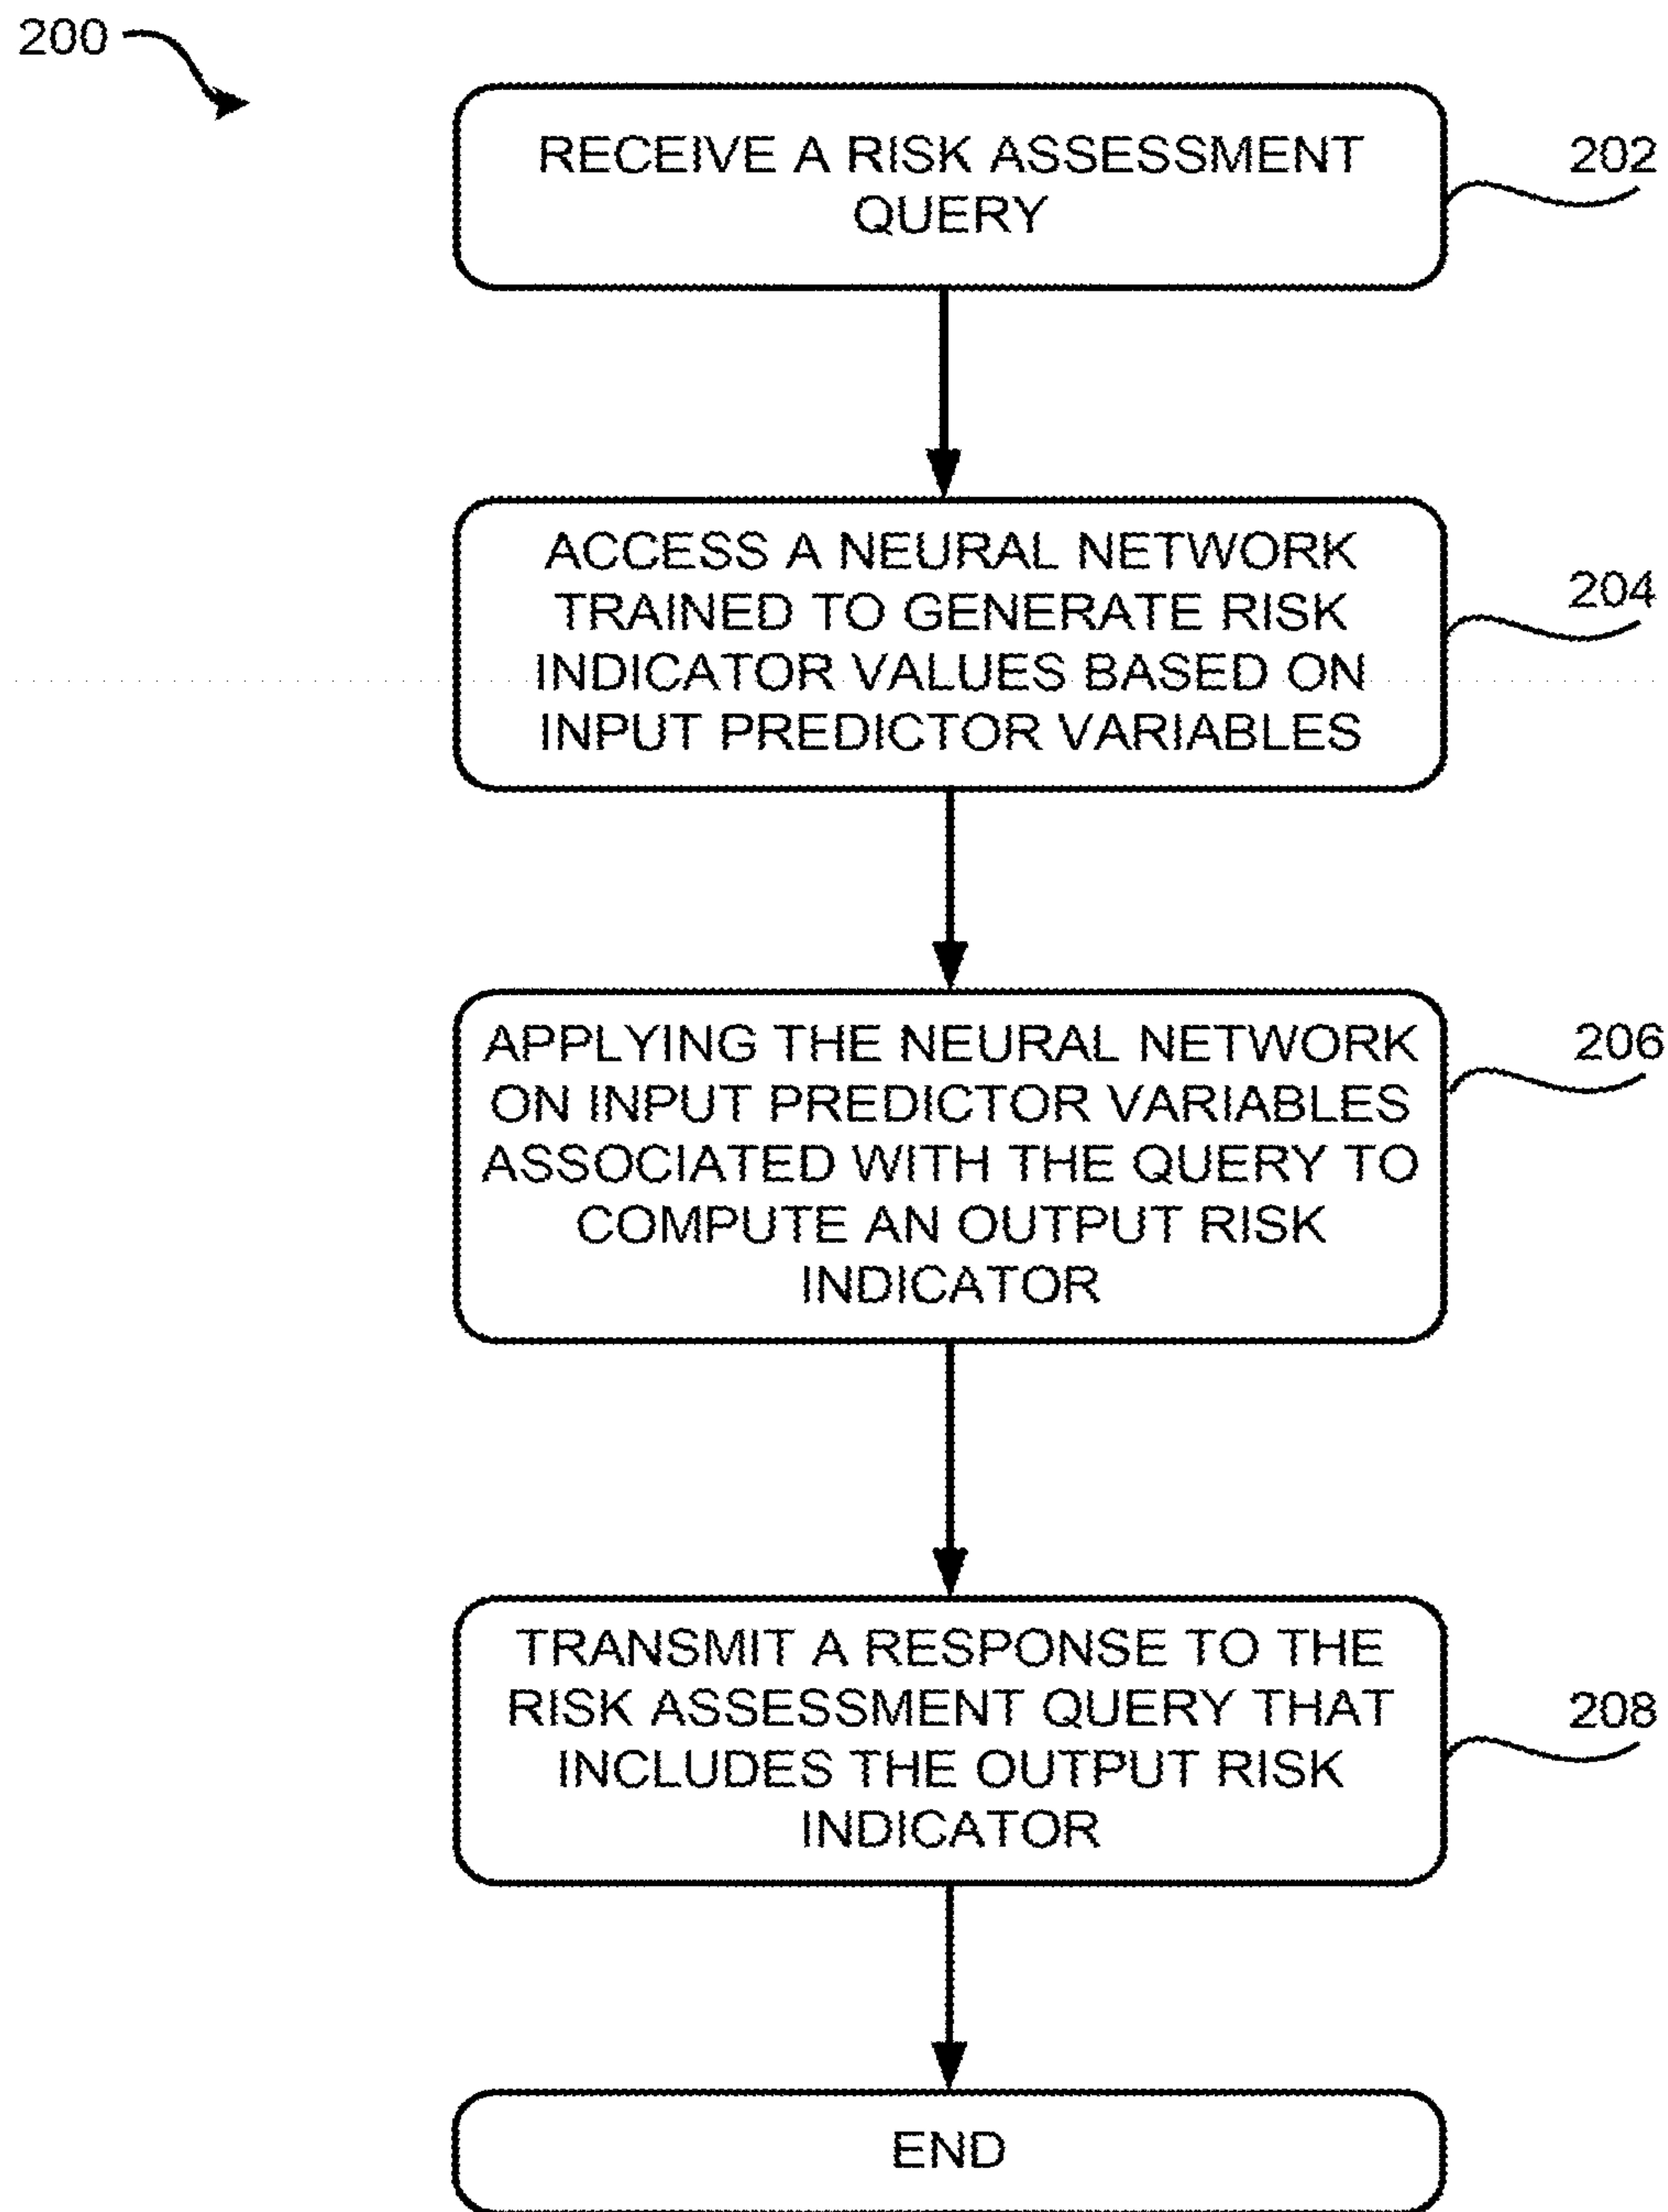 200
RECEIVE A RISK ASSESSMENT
QUERY
202
ACCESS A NEURAL NETWORK
TRAINED TO GENERATE RISK
INDICATOR VALUES BASED ON
INPUT PREDICTOR VARIABLES
204
APPLYING THE NEURAL NETWORK
ON INPUT PREDICTOR VARIABLES
ASSOCIATED WITH THE QUERY TO
COMPUTE AN OUTPUT RISK
INDICATOR
206
TRANSMIT A RESPONSE TO THE
RISK ASSESSMENT QUERY THAT
INCLUDES THE OUTPUT RISK
INDICATOR
208
END